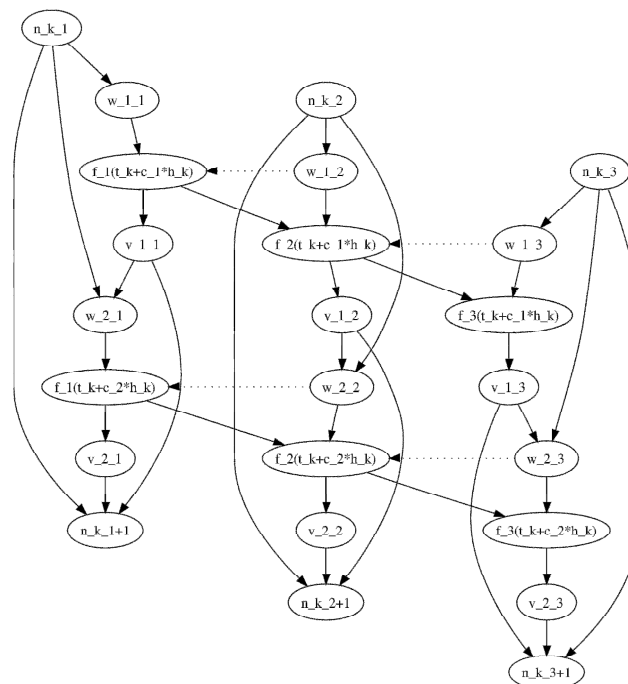 n_k_1
w_1_1
n_k_2
f_1(t_k+c_1*h_k)
w_1_2
n_k_3
v_1_1
f_2(t_k+c_1*h_k)
w_1_3
w_2_1
v_1_2
f_3(t_k+c_1*h_k)
f_1(t_k+c_2*h_k)
w_2_2
v_1_3
v_2_1
f_2(t_k+c_2*h_k)
w_2_3
n_k_1+1
v_2_2
f_3(t_k+c_2*h_k)
n_k_2+1
v_2_3
n_k_3+1